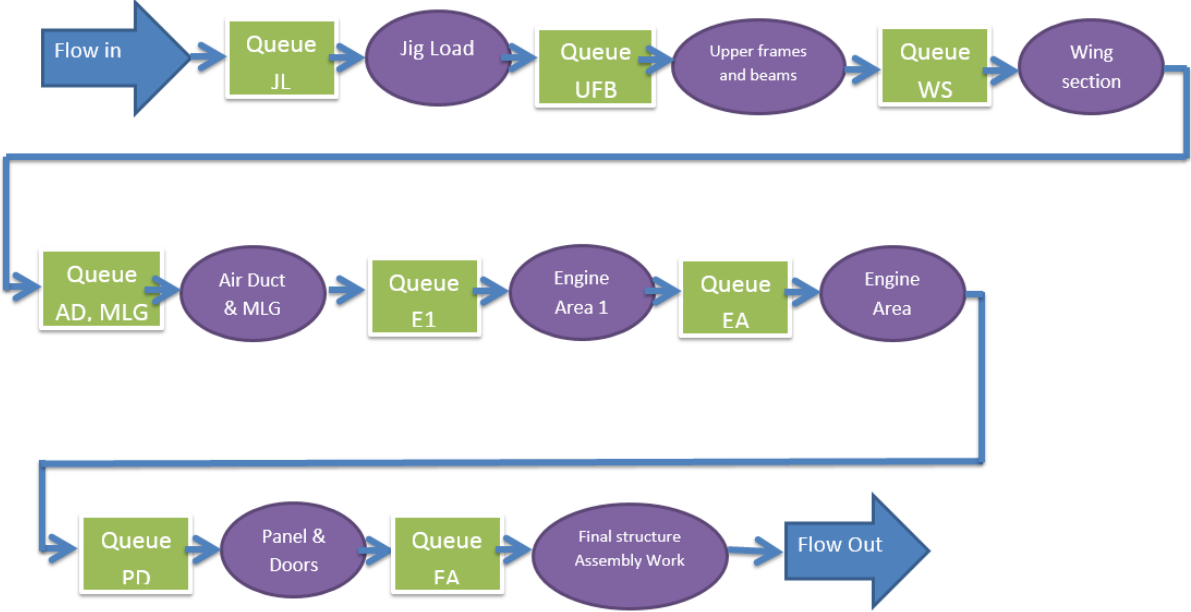 Flow in
Queue
JL
Jig Load
Queue
UFB
Upper frames
and beams
Queue
WS
Wing
section
Queue
AD, MLG
Air Duct
& MLG
Queue
E1
Engine
Area 1
Queue
EA
Engine
Area
Queue
PD
Panel &
Doors
Queue
Final structure
Assembly Work
Flow Out